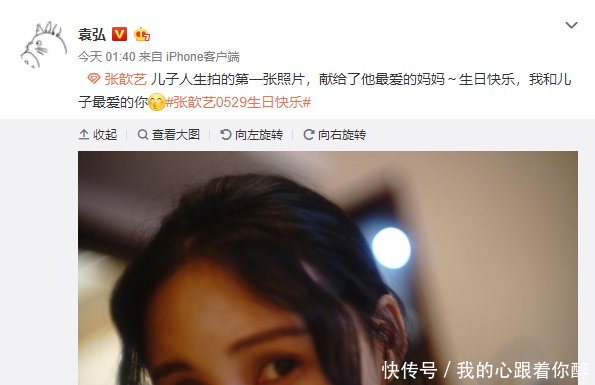 袁弘
今天 01:40 来自 iPhone客户端
张歆艺 儿子人生拍的第一张照片，献给了他最爱的妈妈～生日快乐，我和儿
子最爱的你#张歆艺0529生日快乐#
收起 查看大图 向左旋转 向右旋转
快传号 / 我的心跟着你醉